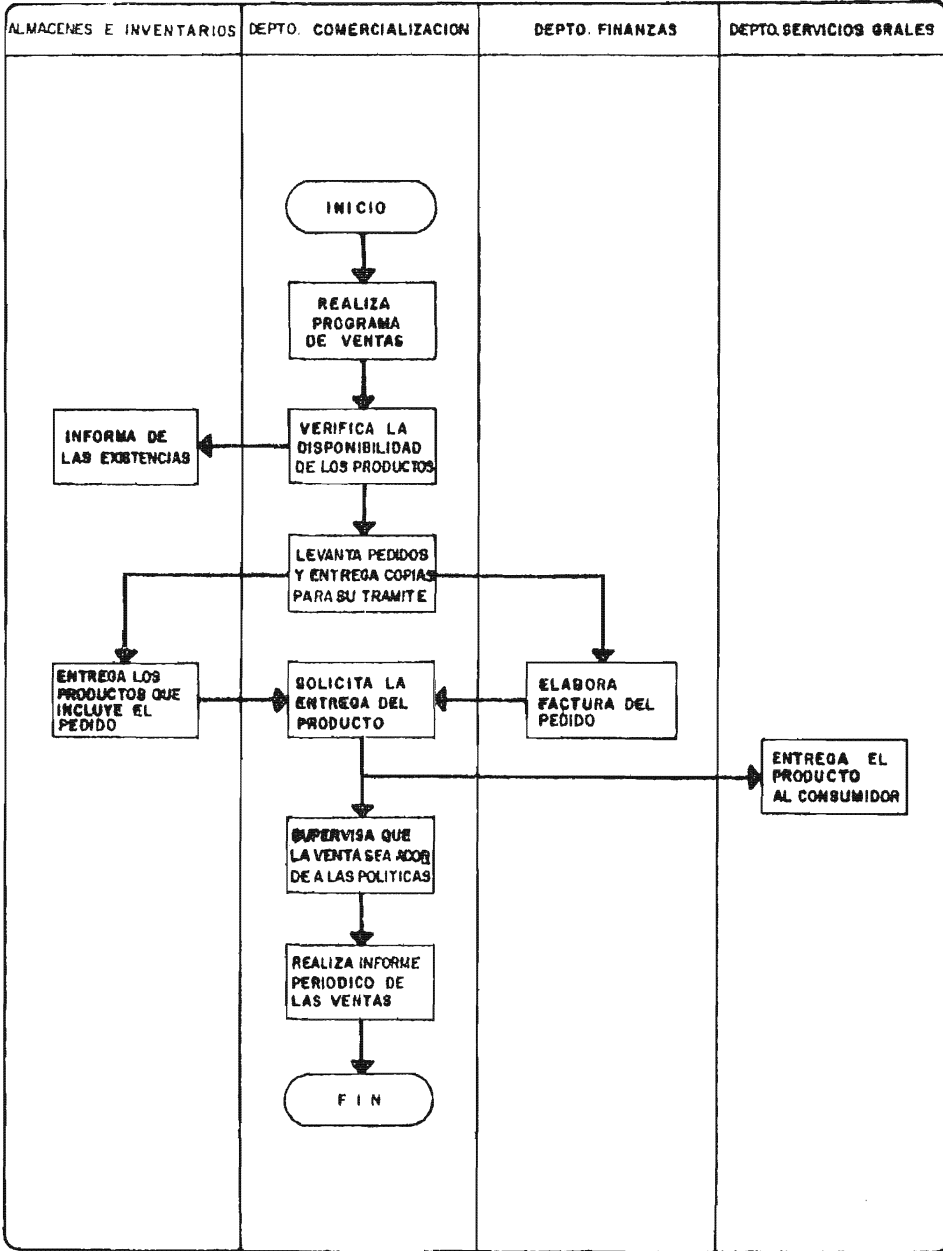 ALMACENES E INVENTARIOS
DEPTO. COMERCIALIZACION
DEPTO. FINANZAS
DEPTO. SERVICIOS GRALES
INICIO
REALIZA
PROGRAMA
DE VENTAS
INFORMA DE
LAS EXISTENCIAS
VERIFICA LA
DISPONIBILIDAD
DE LOS PRODUCTOS
LEVANTA PEDIDOS
Y ENTREGA COPIAS
PARA SU TRAMITE
ENTREGA LOS
PRODUCTOS QUE
INCLUYE EL
PEDIDO
SOLICITA LA
ENTREGA DEL
PRODUCTO
ELABORA
FACTURA DEL
PEDIDO
ENTREGA EL
PRODUCTO
AL CONSUMIDOR
SUPERVISA QUE
LA VENTA SEA ACOR
DE A LAS POLITICAS
REALIZA INFORME
PERIODICO DE
LAS VENTAS
FIN